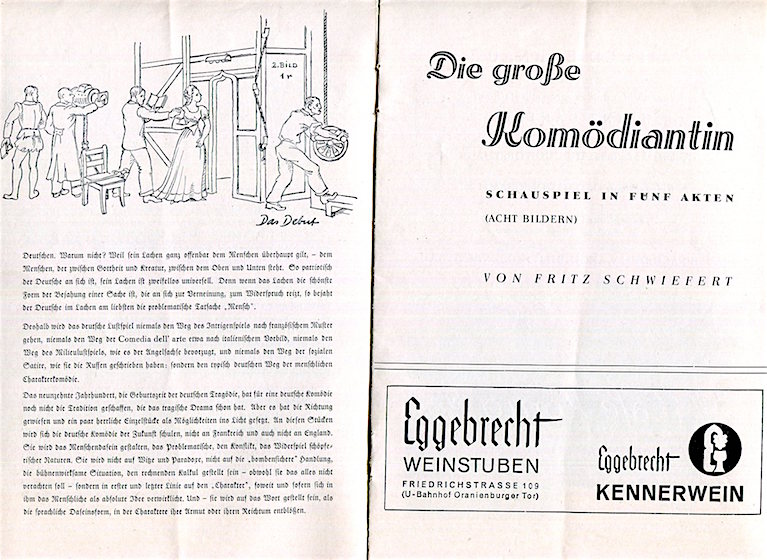 2. BILD
1 r
Das Debut
Deutschen. Warum nicht? Weil sein Lachen ganz offenbar dem Menschen überhaupt gilt, – dem
Menschen, der zwischen Gottheit und Kreatur, zwischen dem Oben und Unten steht. So patriotisch
der Deutsche an sich ist, sein Lachen ist zweifellos universell. Denn wenn das Lachen die schönste
Form der Bejahung einer Sache ist, die an sich zur Verneinung, zum Widerspruch reizt, so bejaht
der Deutsche im Lachen am liebsten die problematische Tatsache „Mensch“.
Deshalb wird das deutsche Lustspiel niemals den Weg des Intrigenspiels nach französischem Muster
gehen, niemals den Weg der Comedia dell' arte etwa nach italienischem Vorbild, niemals den
Weg des Milieulustspiels, wie es der Angelsachse bevorzugt, und niemals den Weg der sozialen
Satire, wie sie die Russen geschrieben haben: sondern den typisch deutschen Weg der menschlichen
Charakterkomödie.
Das neunzehnte Jahrhundert, die Geburtszeit der deutschen Tragödie, hat für eine deutsche Komödie
noch nicht die Tradition geschaffen, die das tragische Drama schon hat. Aber es hat die Richtung
gewiesen und ein paar herrliche Einzelstücke als Möglichkeiten ins Licht gesetzt. An diesen Stücken
wird sich die deutsche Komödie der Zukunft schulen, nicht an Frankreich und auch nicht an England.
Sie wird das Menschendasein gestalten, das Problematische, den Konflikt, das Widerspiel schöpfe-
rischer Naturen. Sie wird nicht auf Witze und Paradoxe, nicht auf die „bombensichere“ Handlung,
die bühnenwirksame Situation, den rechnenden Kalkul gestellt sein – obwohl sie das alles nicht
verachten soll – sondern in erster und letzter Linie auf den „Charakter“, soweit und sofern sich in
ihm das Menschliche als absolute Idee verwirklicht. Und – sie wird auf das Wort gestellt sein, als
die sprachliche Daseinsform, in der Charaktere ihre Armut oder ihren Reichtum entblößen.
Die große
Komödiantin
SCHAUSPIEL IN FÜNF AKTEN
(ACHT BILDERN)
VON FRITZ SCHWIEFERT
Eggebrecht
WEINSTUBEN
FRIEDRICHSTRASSE 109
(U-Bahnhof Oranienburger Tor)
Eggebrecht
KENNERWEIN